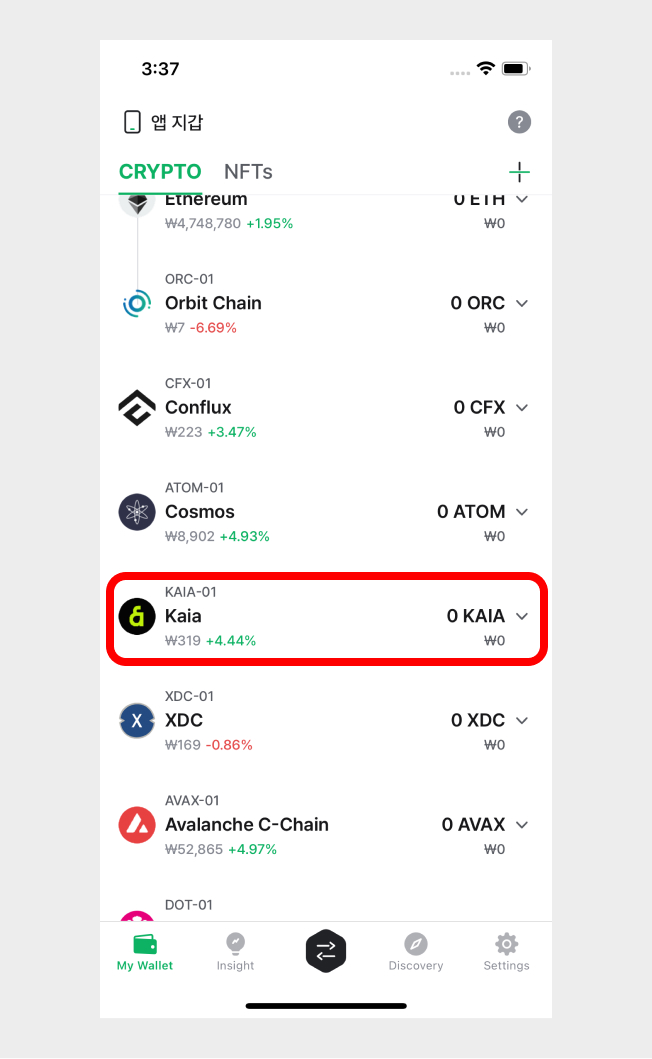 3:37
앱 지갑 ?
CRYPTO NFTs
Ethereum 0 ETH
₩4,748,780 +1.95% ₩0
ORC-01
Orbit Chain 0 ORC
₩7 -6.69% ₩0
CFX-01
Conflux 0 CFX
₩223 +3.47% ₩0
ATOM-01
Cosmos 0 ATOM
₩8,902 +4.93% ₩0
KAIA-01
Kaia 0 KAIA
₩319 +4.44% ₩0
XDC-01
XDC 0 XDC
₩169 -0.86% ₩0
AVAX-01
Avalanche C-Chain 0 AVAX
₩52,865 +4.97% ₩0
DOT-01
My Wallet Insight Discovery Settings